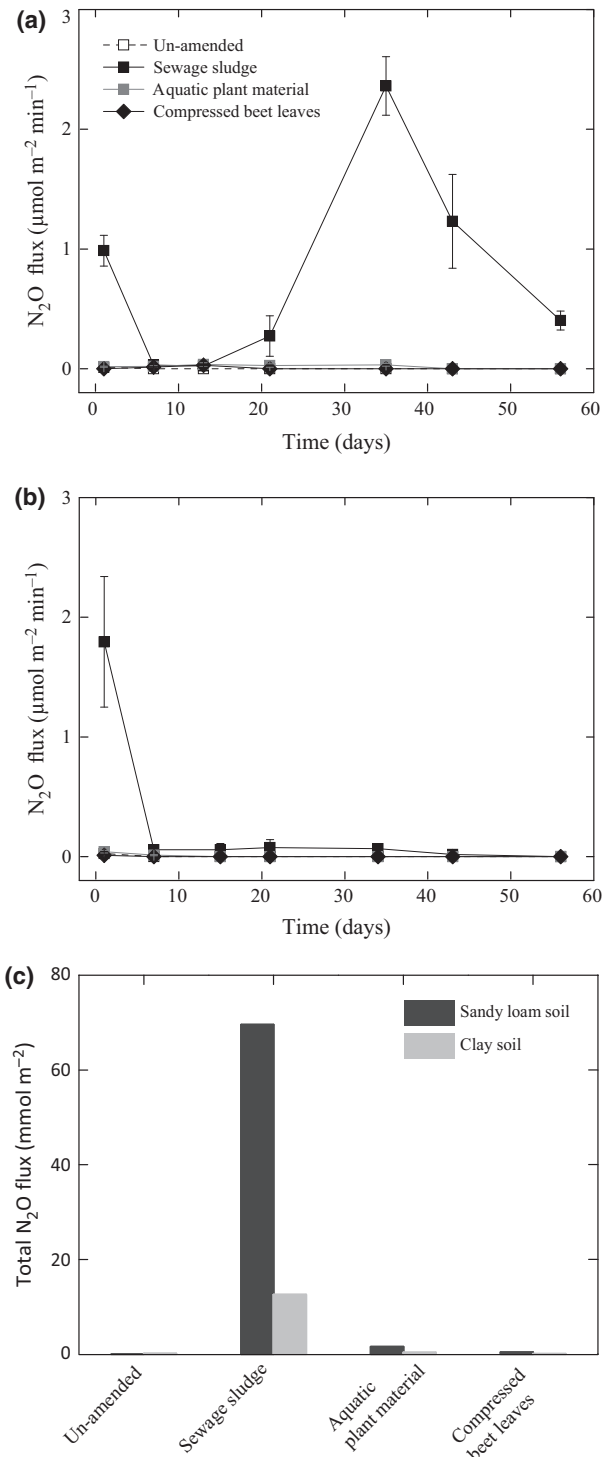 (a)
3
2
1
0
N₂O flux (µmol m⁻² min⁻¹)
Un-amended
Sewage sludge
Aquatic plant material
Compressed beet leaves
0 10 20 30 40 50 60
Time (days)
(b)
3
2
1
0
N₂O flux (µmol m⁻² min⁻¹)
0 10 20 30 40 50 60
Time (days)
(c)
80
60
40
20
0
Total N₂O flux (mmol m⁻²)
Sandy loam soil
Clay soil
Un-amended
Sewage sludge
Aquatic
plant material
Compressed
beet leaves